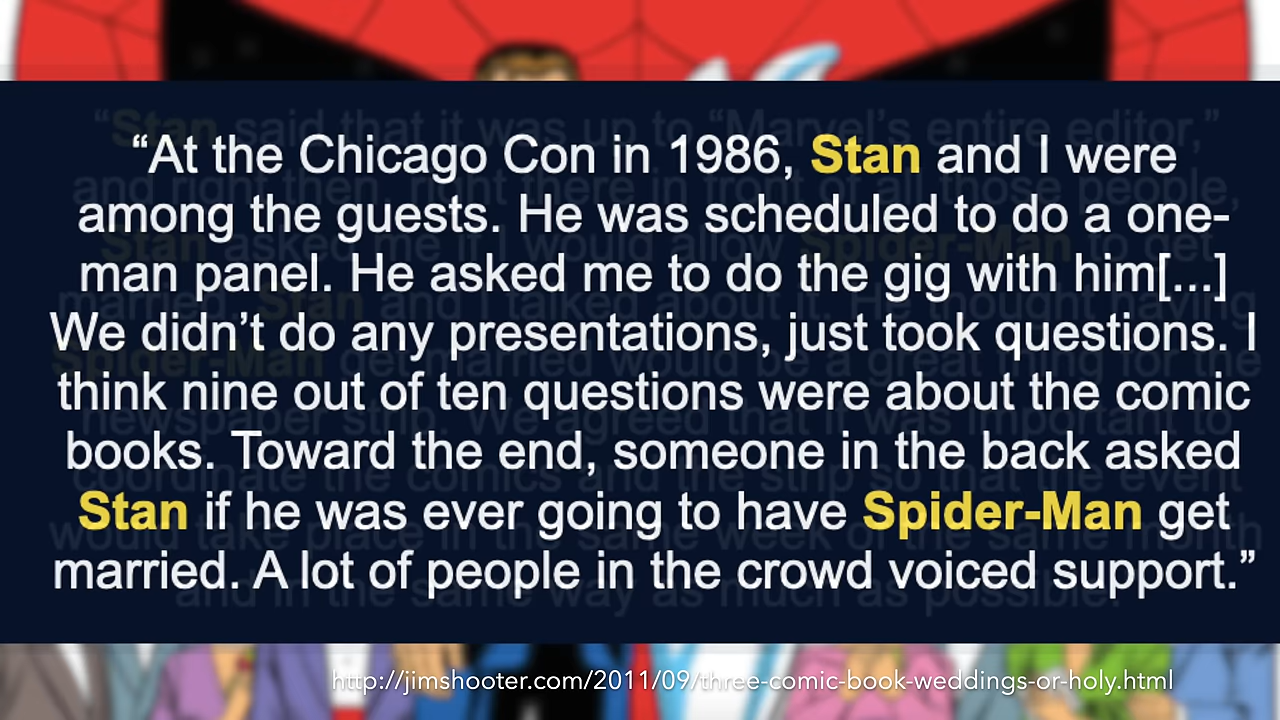 “At the Chicago Con in 1986, Stan and I were
among the guests. He was scheduled to do a one-
man panel. He asked me to do the gig with him[...]
We didn’t do any presentations, just took questions. I
think nine out of ten questions were about the comic
books. Toward the end, someone in the back asked
Stan if he was ever going to have Spider-Man get
married. A lot of people in the crowd voiced support.”
http://jimshooter.com/2011/09/three-comic-book-weddings-or-holy.html